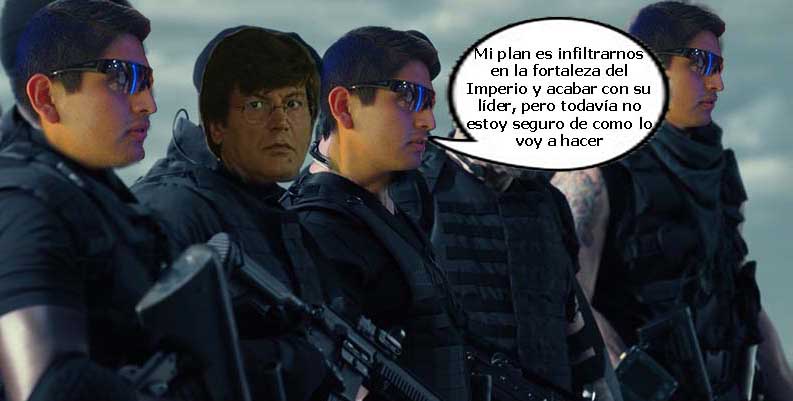 Mi plan es infiltrarnos
en la fortaleza del
Imperio y acabar con su
líder, pero todavía no
estoy seguro de como lo
voy a hacer